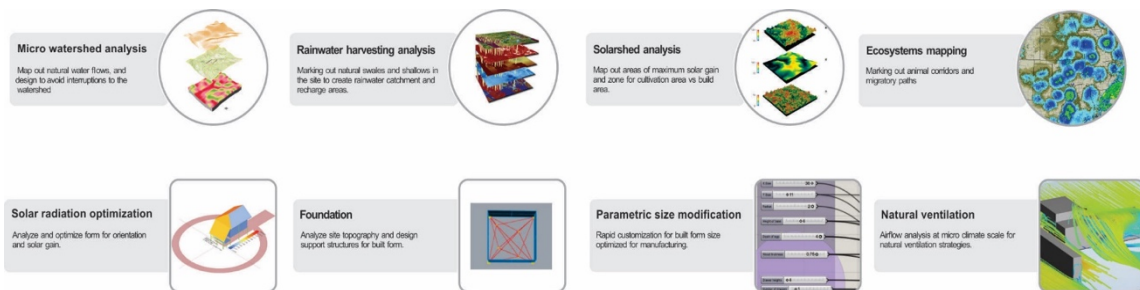 Micro watershed analysis
Map out natural water flows, and
design to avoid interruptions to the
watershed
Rainwater harvesting analysis
Marking out natural swales and shallows in
the site to create rainwater catchment and
recharge areas.
Solarshed analysis
Map out areas of maximum solar gain
and zone for cultivation area vs build
area.
Ecosystems mapping
Marking out animal corridors and
migratory paths
Solar radiation optimization
Analyze and optimize form for orientation
and solar gain.
Foundation
Analyze site topography and design
support structures for built form.
Parametric size modification
Rapid customization for built form size
optimized for manufacturing.
Natural ventilation
Airflow analysis at micro climate scale for
natural ventilation strategies.